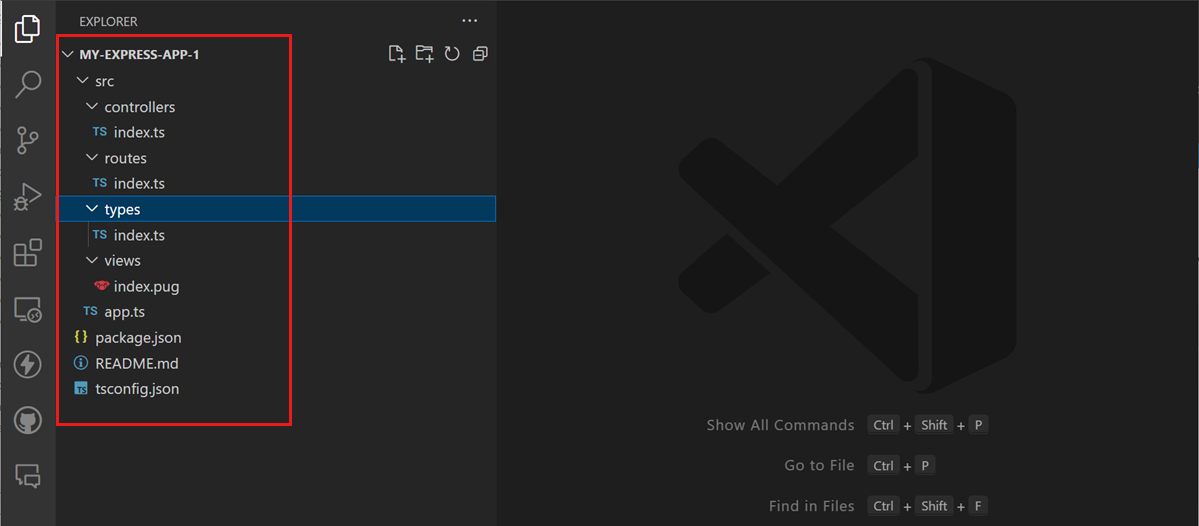 EXPLORER
MY-EXPRESS-APP-1
src
controllers
TS index.ts
routes
TS index.ts
types
TS index.ts
views
index.pug
TS app.ts
{} package.json
README.md
TS tsconfig.json
Show All Commands Ctrl + Shift + P
Go to File Ctrl + P
Find in Files Ctrl + Shift + F